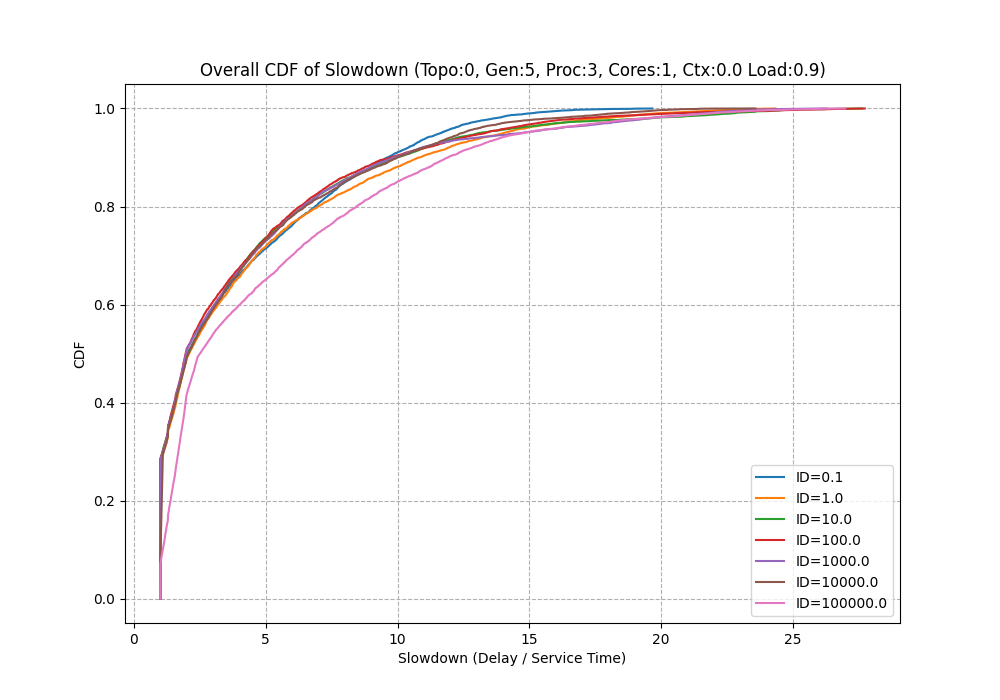 Overall CDF of Slowdown (Topo:0, Gen:5, Proc:3, Cores:1, Ctx:0.0 Load:0.9)
CDF
1.0
0.8
0.6
0.4
0.2
0.0
0
5
10
15
20
25
Slowdown (Delay / Service Time)
ID=0.1
ID=1.0
ID=10.0
ID=100.0
ID=1000.0
ID=10000.0
ID=100000.0